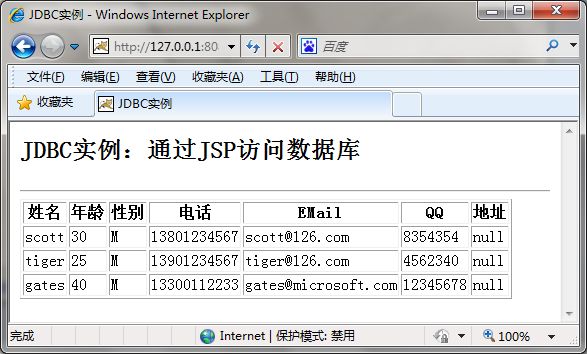 JDBC实例 - Windows Internet Explorer
http://127.0.0.1:80 百度
文件(F) 编辑(E) 查看(V) 收藏夹(A) 工具(T) 帮助(H)
收藏夹 JDBC实例
JDBC实例：通过JSP访问数据库
姓名 年龄 性别 电话 EMail QQ 地址
scott 30 M 13801234567 scott@126.com 8354354 null
tiger 25 M 13901234567 tiger@126.com 4562340 null
gates 40 M 13300112233 gates@microsoft.com 12345678 null
完成 Internet | 保护模式: 禁用 100%